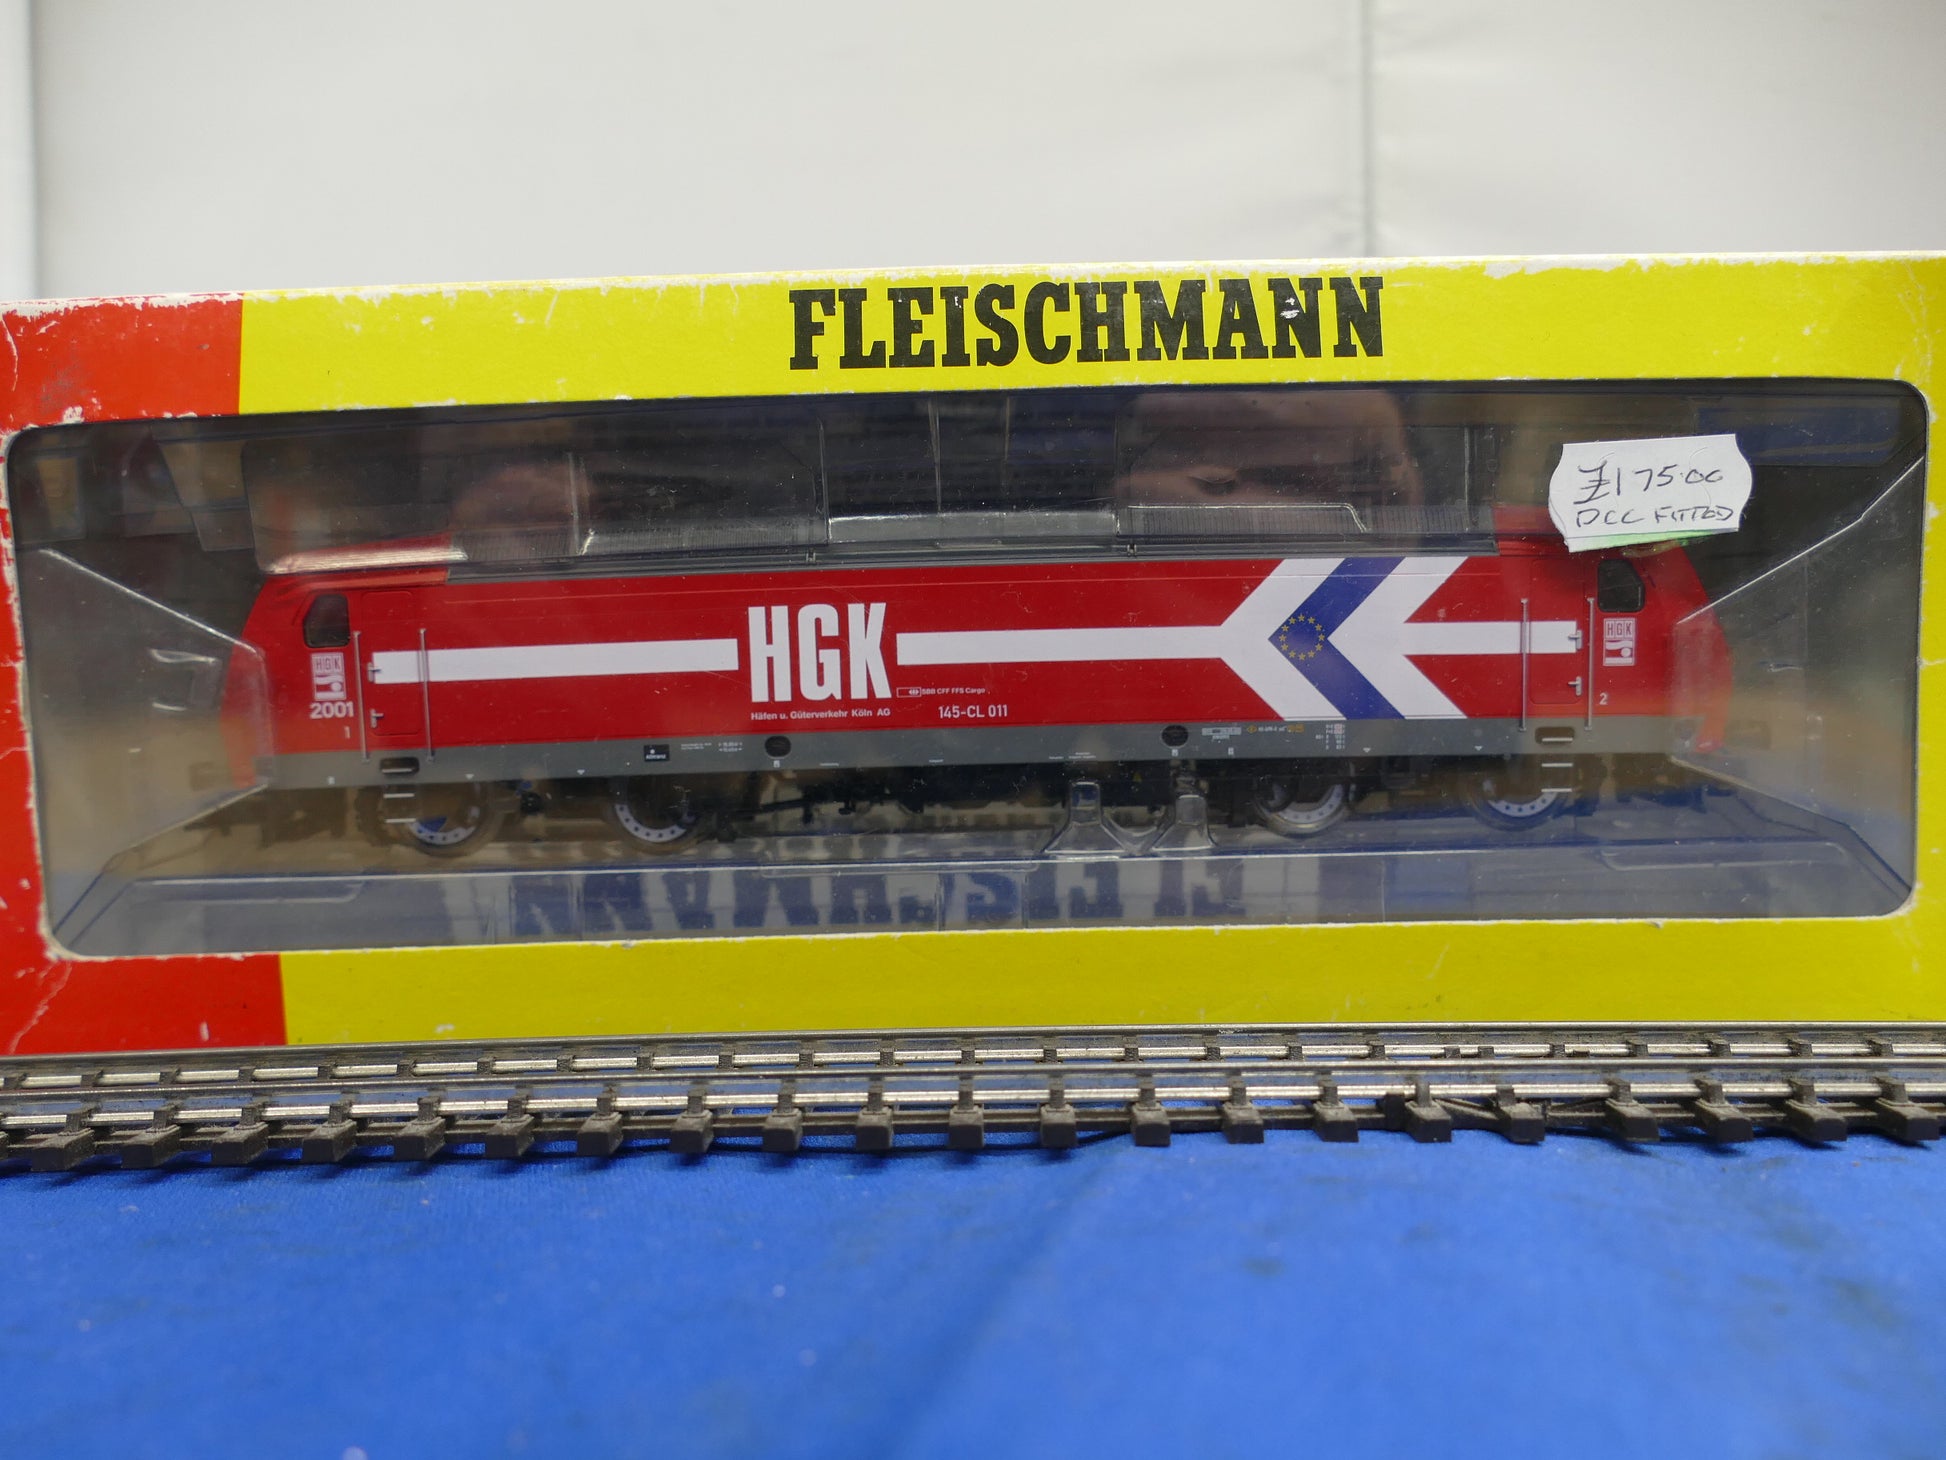 FLEISCHMANN
£175.00
DCC FITTED
HGK
SBB CFF FFS Cargo
Häfen u. Güterverkehr Köln AG
145-CL 011
HGK
2001
1
HGK
2
FLEISCHMANN